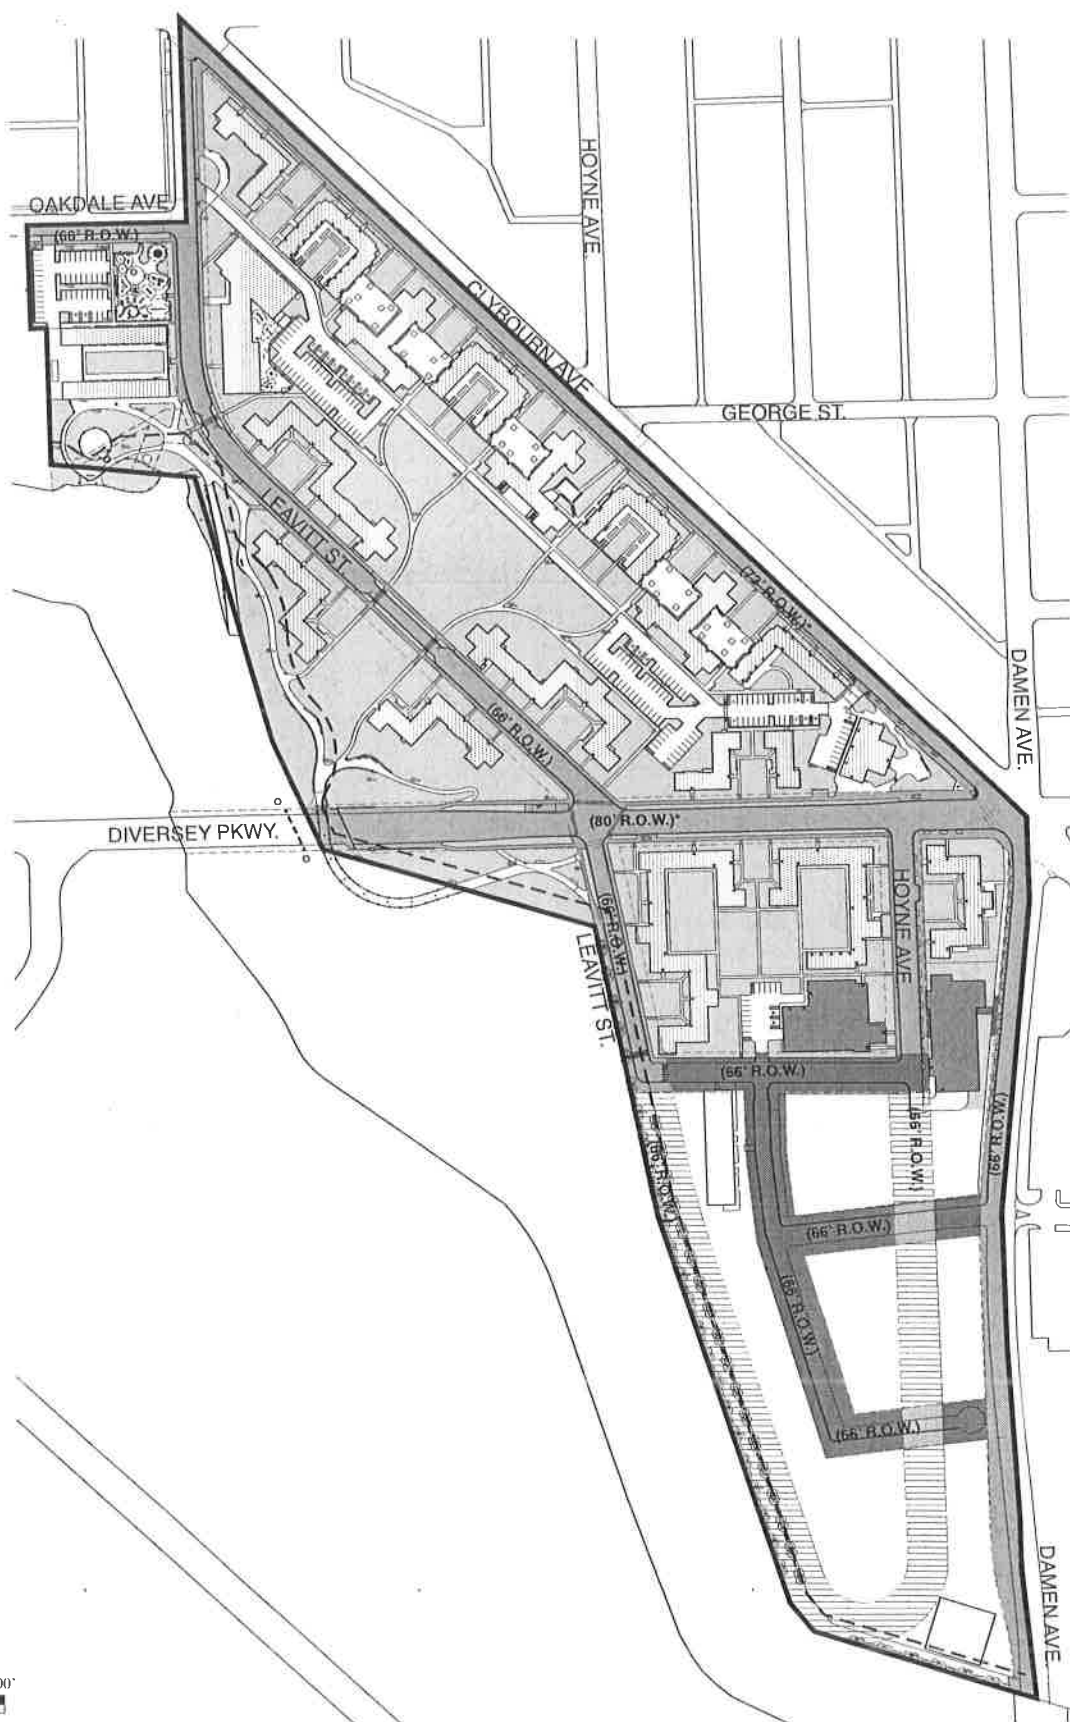 OAKDALE AVE
(66' R.O.W.)
HOYNE AVE.
CLYBOURN AVE
GEORGE ST.
LEAVITT ST.
(72' R.O.W.)*
DAMEN AVE.
(66' R.O.W.)
(80' R.O.W.)*
DIVERSEY PKWY.
HOYNE AVE
(66' R.O.W.)
LEAVITT ST.
(66' R.O.W.)
(66' R.O.W.)
(66' R.O.W.)
(66' R.O.W.)
(66' R.O.W.)
(66' R.O.W.)
(66' R.O.W.)
DAMEN AVE.
00'